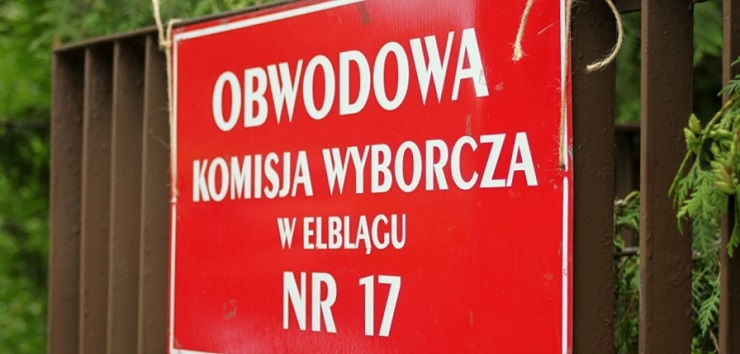 OBWODOWA
KOMISJA WYBORCZA
W ELBLĄGU
NR 17